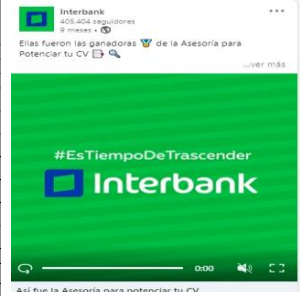 Interbank
405.404 seguidores
9 meses •
Ellas fueron las ganadoras de la Asesoría para
Potenciar tu CV
...ver más
#EsTiempoDeTrascender
Interbank
0:00
Así fue la Asesoría para potenciar tu CV